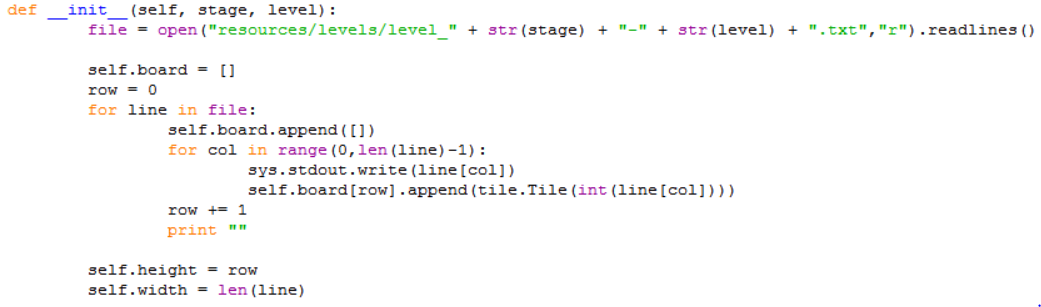 def __init__(self, stage, level):
        file = open("resources/levels/level_" + str(stage) + "-" + str(level) + ".txt","r").readlines()

        self.board = []
        row = 0
        for line in file:
                self.board.append([])
                for col in range(0,len(line)-1):
                        sys.stdout.write(line[col])
                        self.board[row].append(tile.Tile(int(line[col])))
                row += 1
                print ""

        self.height = row
        self.width = len(line)